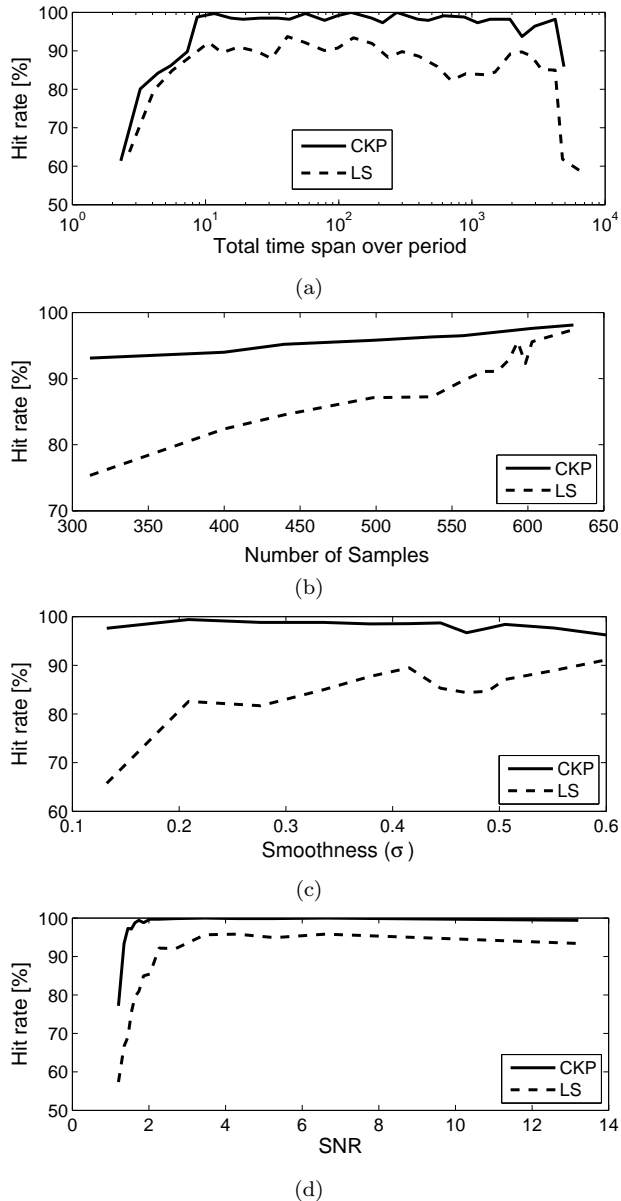 100
90
80
70
60
50
Hit rate [%]
CKP
LS
10^0 10^1 10^2 10^3 10^4
Total time span over period
(a)
100
90
80
70
Hit rate [%]
CKP
LS
300 350 400 450 500 550 600 650
Number of Samples
(b)
100
90
80
70
60
Hit rate [%]
CKP
LS
0.1 0.2 0.3 0.4 0.5 0.6
Smoothness (σ)
(c)
100
90
80
70
60
50
Hit rate [%]
CKP
LS
0 2 4 6 8 10 12 14
SNR
(d)